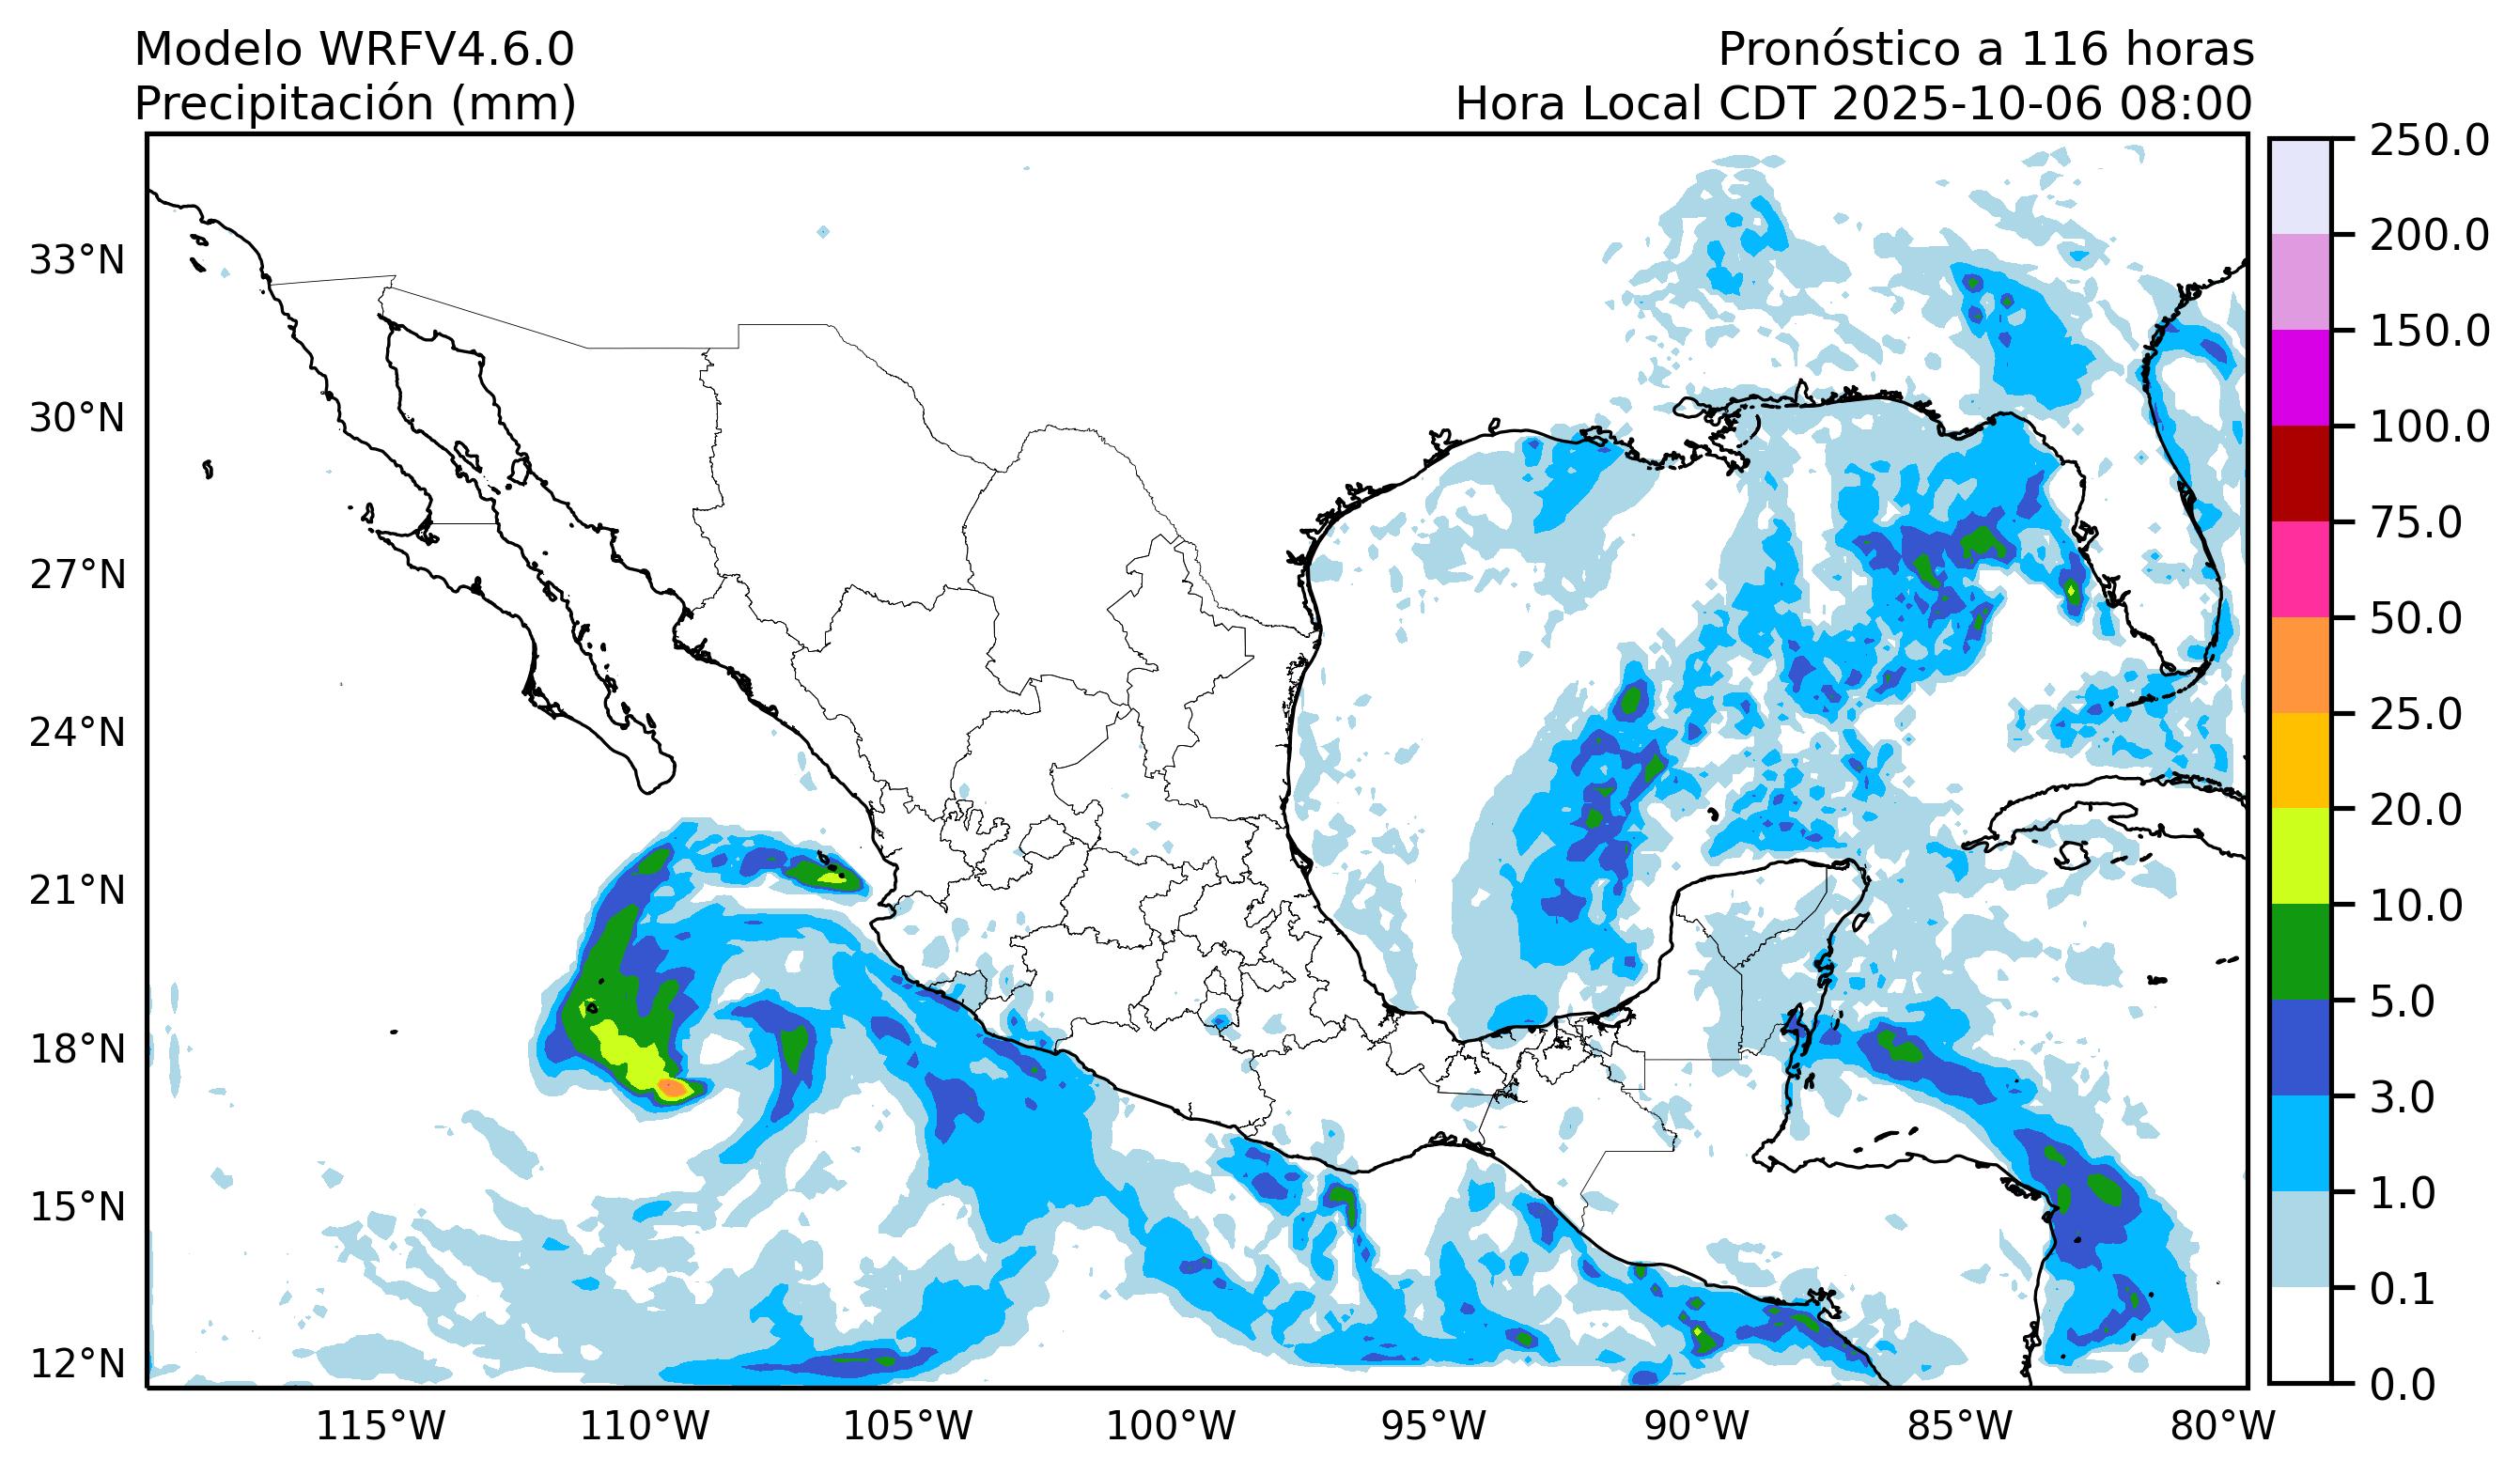 Modelo WRFV4.6.0
Precipitación (mm)
Pronóstico a 116 horas
Hora Local CDT 2025-10-06 08:00
33°N
30°N
27°N
24°N
21°N
18°N
15°N
12°N
115°W
110°W
105°W
100°W
95°W
90°W
85°W
80°W
250.0
200.0
150.0
100.0
75.0
50.0
25.0
20.0
10.0
5.0
3.0
1.0
0.1
0.0